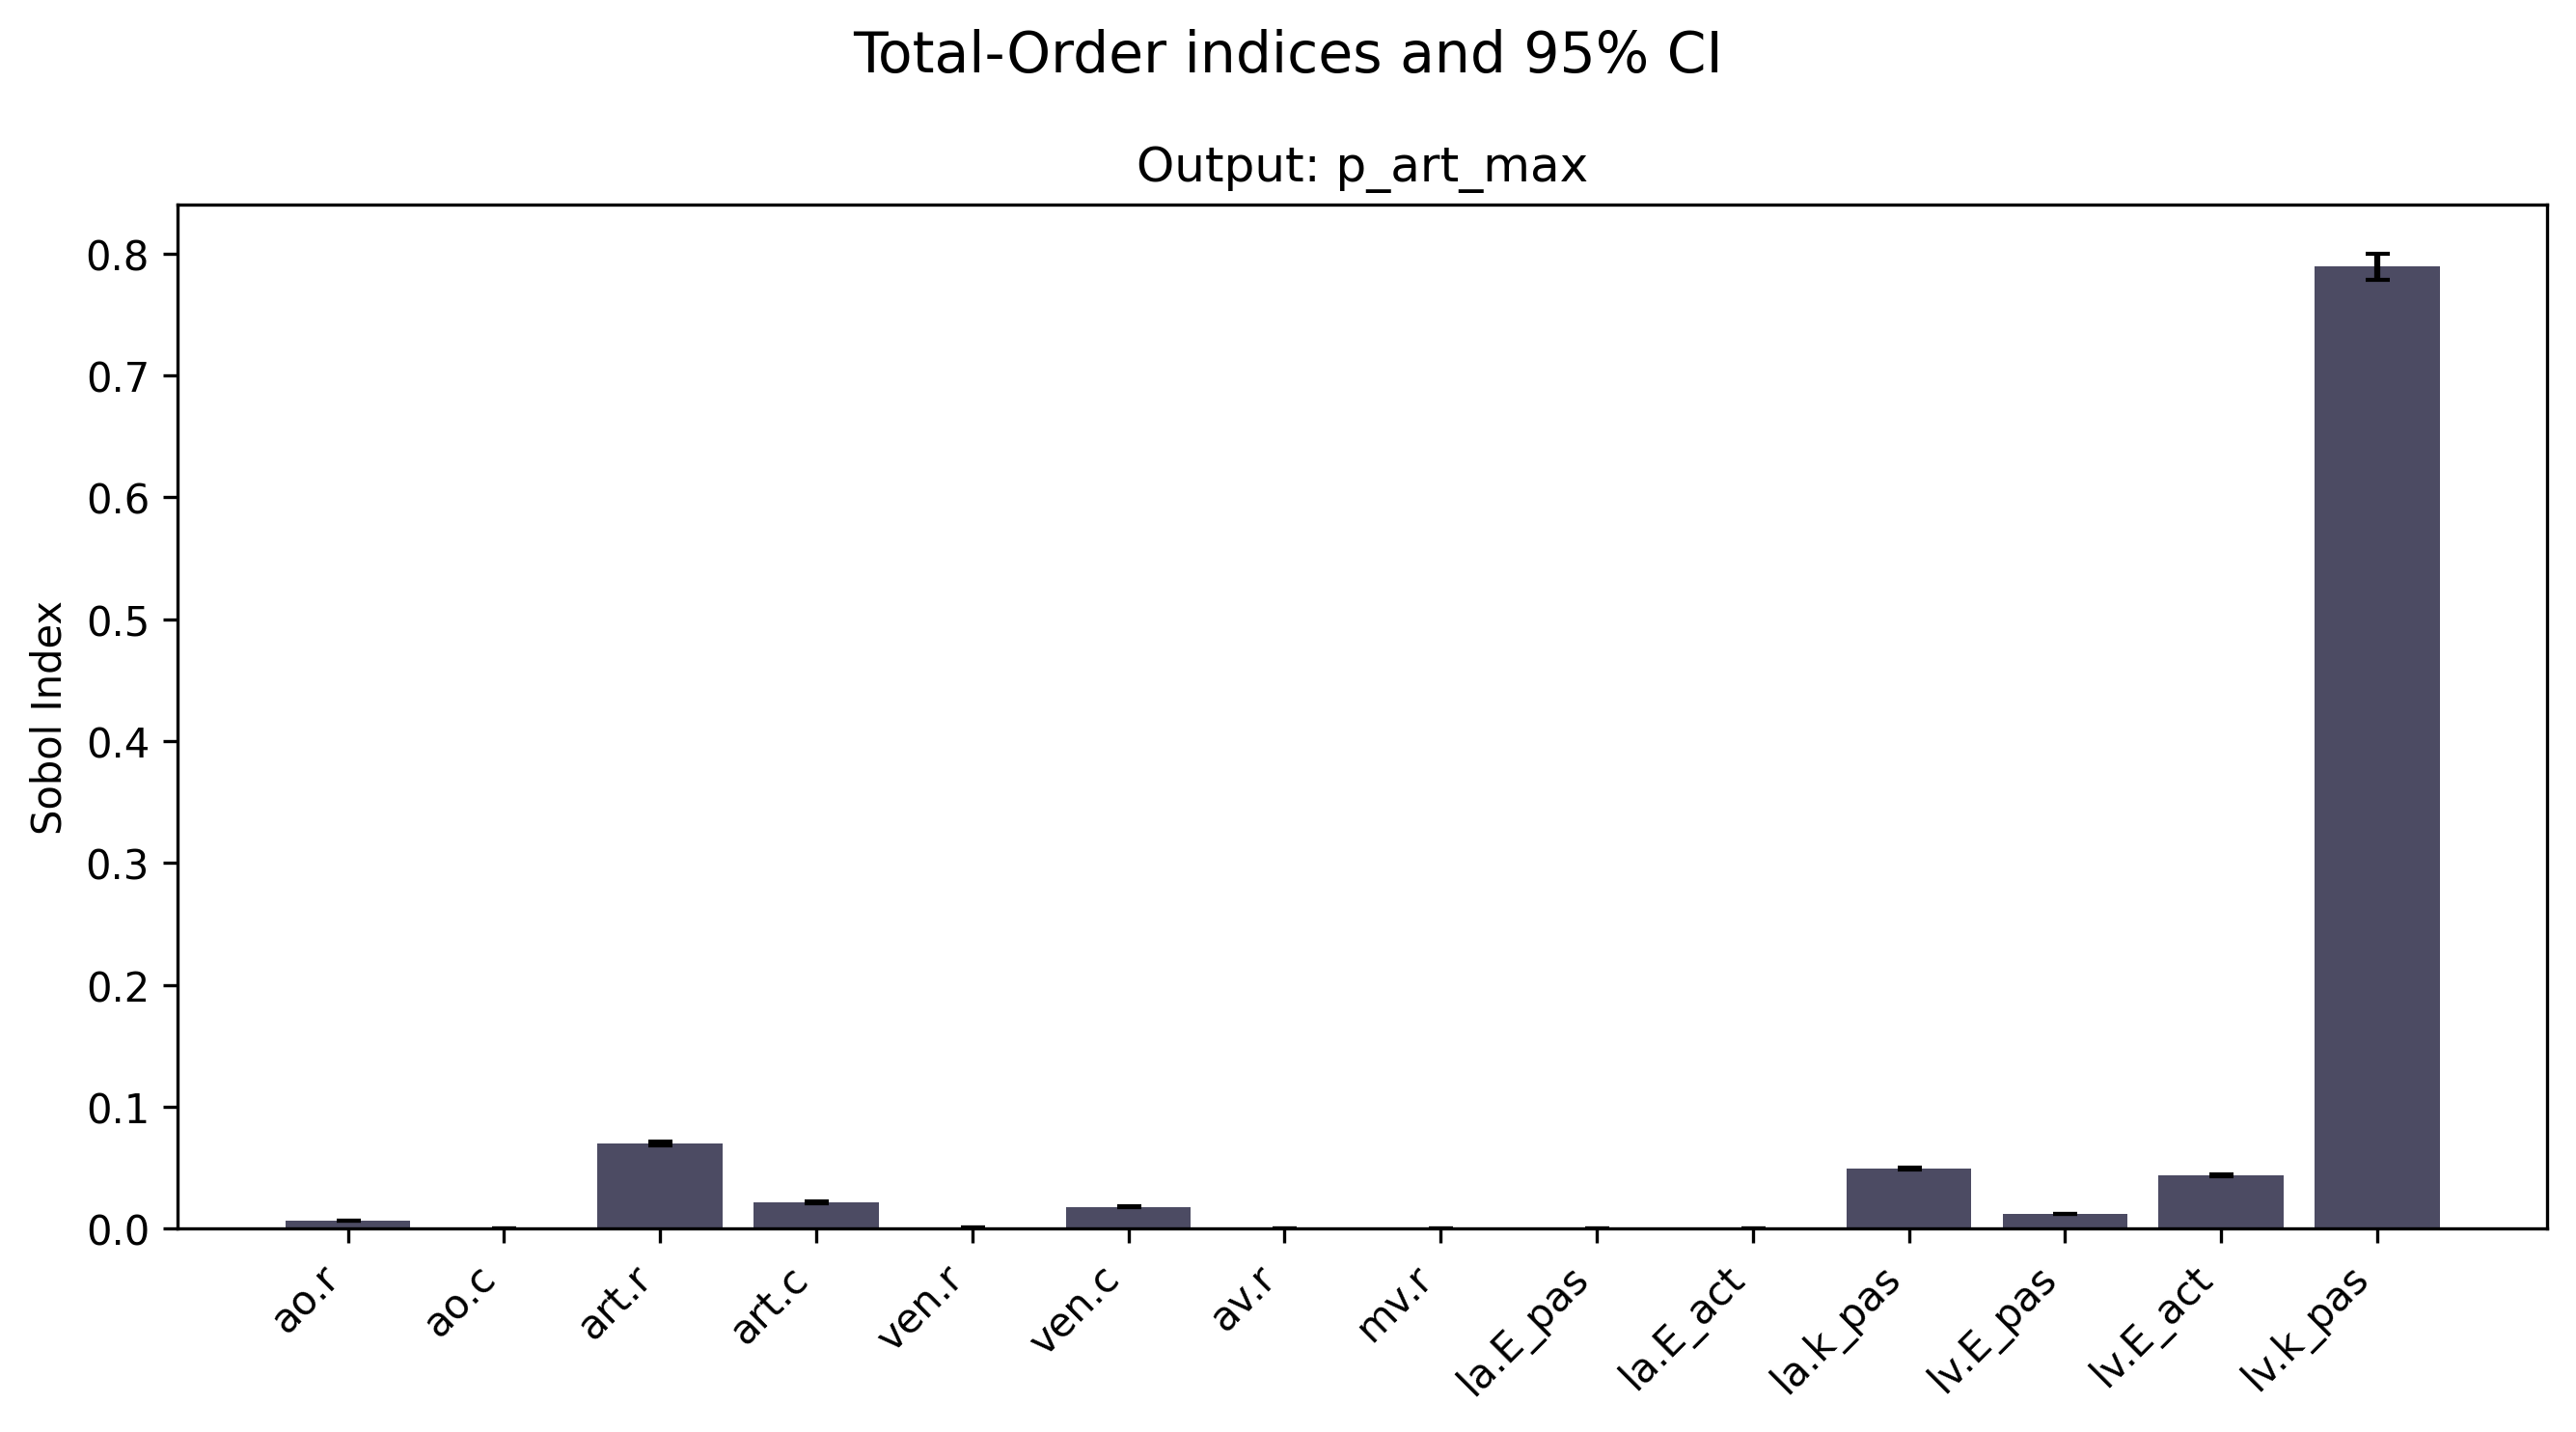 Total-Order indices and 95% CI
Output: p_art_max
Sobol Index
0.8
0.7
0.6
0.5
0.4
0.3
0.2
0.1
0.0
ao.r
ao.c
art.r
art.c
ven.r
ven.c
av.r
mv.r
la.E_pas
la.E_act
la.k_pas
lv.E_pas
lv.E_act
lv.k_pas